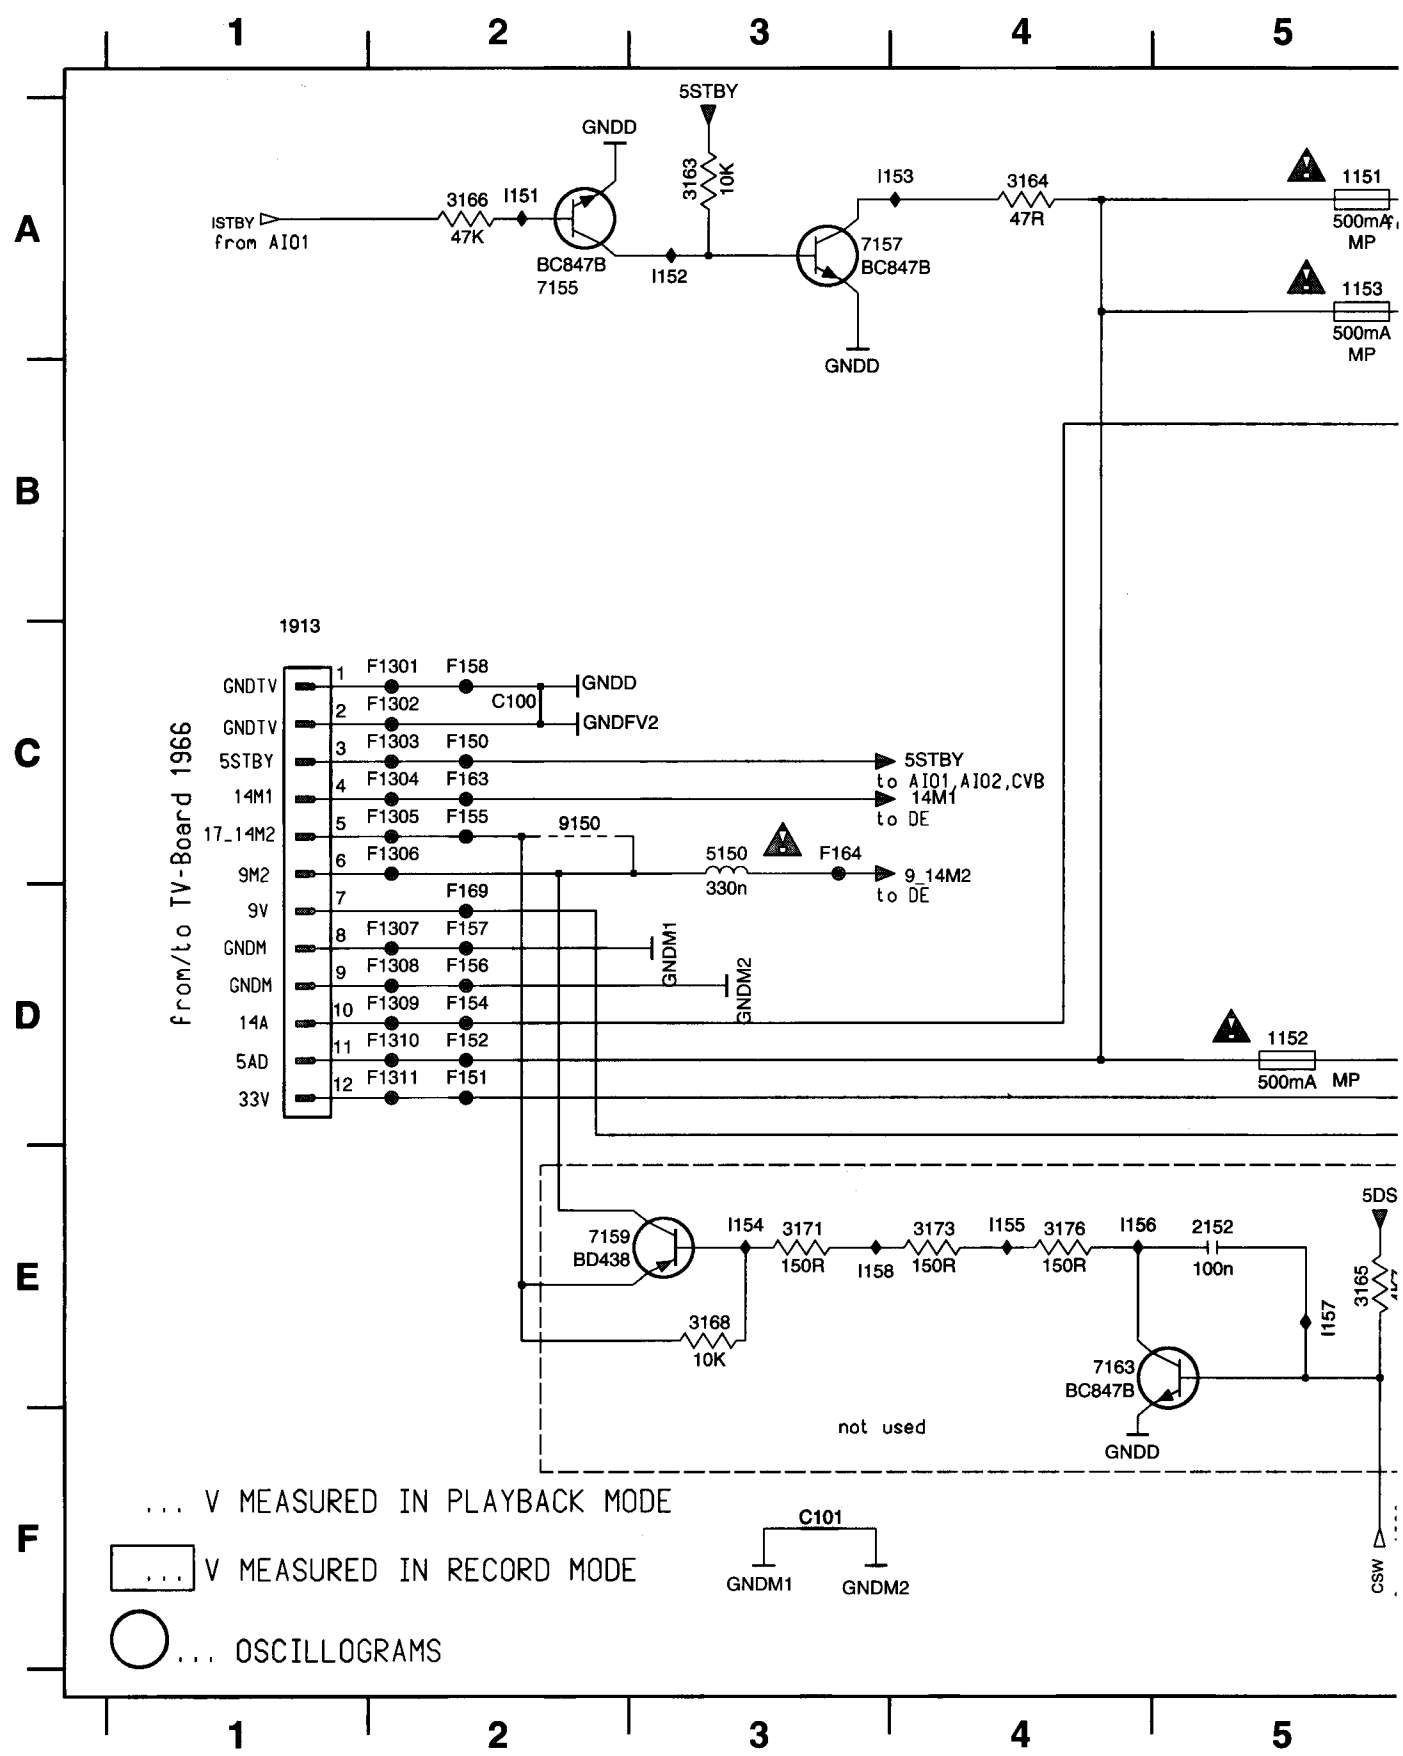 1 2 3 4 5
5STBY
GNDD
3163
10K
I153
3164
47R
1151
500mA
MP
3166
I151
47K
ISTBY
from AIO1
A
BC847B
7155
I152
7157
BC847B
1153
500mA
MP
GNDD
B
1913
C
from/to TV-Board 1966
GNDTV 1 F1301 F158 GNDD
C100
GNDTV 2 F1302 GNDFV2
5STBY 3 F1303 F150 5STBY
to AIO1,AIO2,CVB
14M1 4 F1304 F163 14M1
to DE
17_14M2 5 F1305 F155 9150
9M2 6 F1306 5150 F164 9_14M2
330n
to DE
9V 7 F169
GNDM 8 F1307 F157 GNDM1
GNDM 9 F1308 F156 GNDM2
D
14A 10 F1309 F154
5AD 11 F1310 F152 1152
500mA MP
33V 12 F1311 F151
5DS
7159
BD438
I154 3171 3173 I155 3176 I156 2152
150R I158 150R 150R 100n
E
3165
I157
3168
10K
7163
BC847B
not used
GNDD
... V MEASURED IN PLAYBACK MODE
C101
F
... V MEASURED IN RECORD MODE
GNDM1 GNDM2
CSW
... OSCILLOGRAMS
1 2 3 4 5